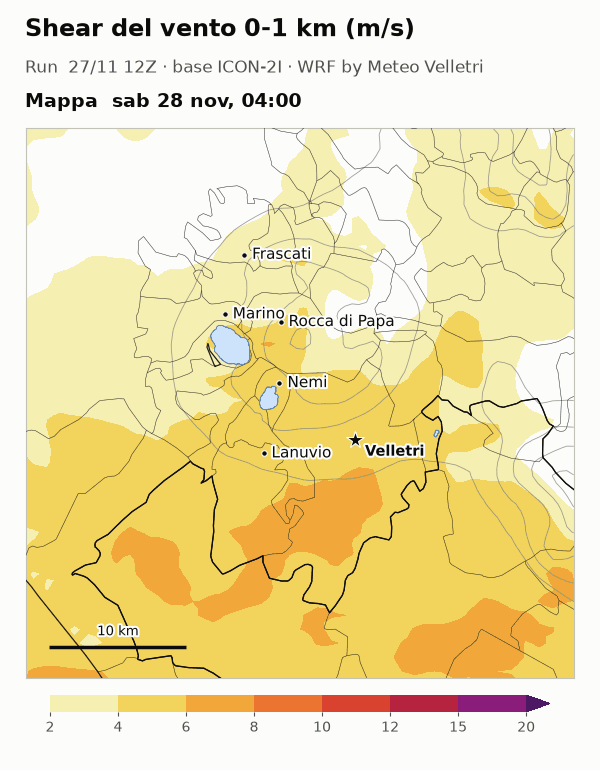 Shear del vento 0-1 km (m/s)
Run  27/11 12Z · base ICON-2I · WRF by Meteo Velletri
Mappa  sab 28 nov, 04:00
Frascati
Marino
Rocca di Papa
Nemi
Velletri
Lanuvio
10 km
2 4 6 8 10 12 15 20